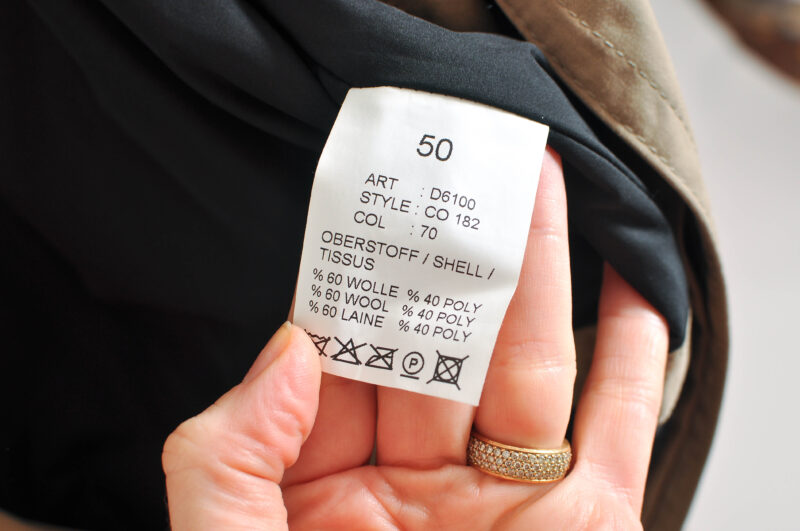 50
ART : D6100
STYLE : CO 182
COL : 70
OBERSTOFF / SHELL /
TISSUS
% 60 WOLLE % 40 POLY
% 60 WOOL % 40 POLY
% 60 LAINE % 40 POLY
P